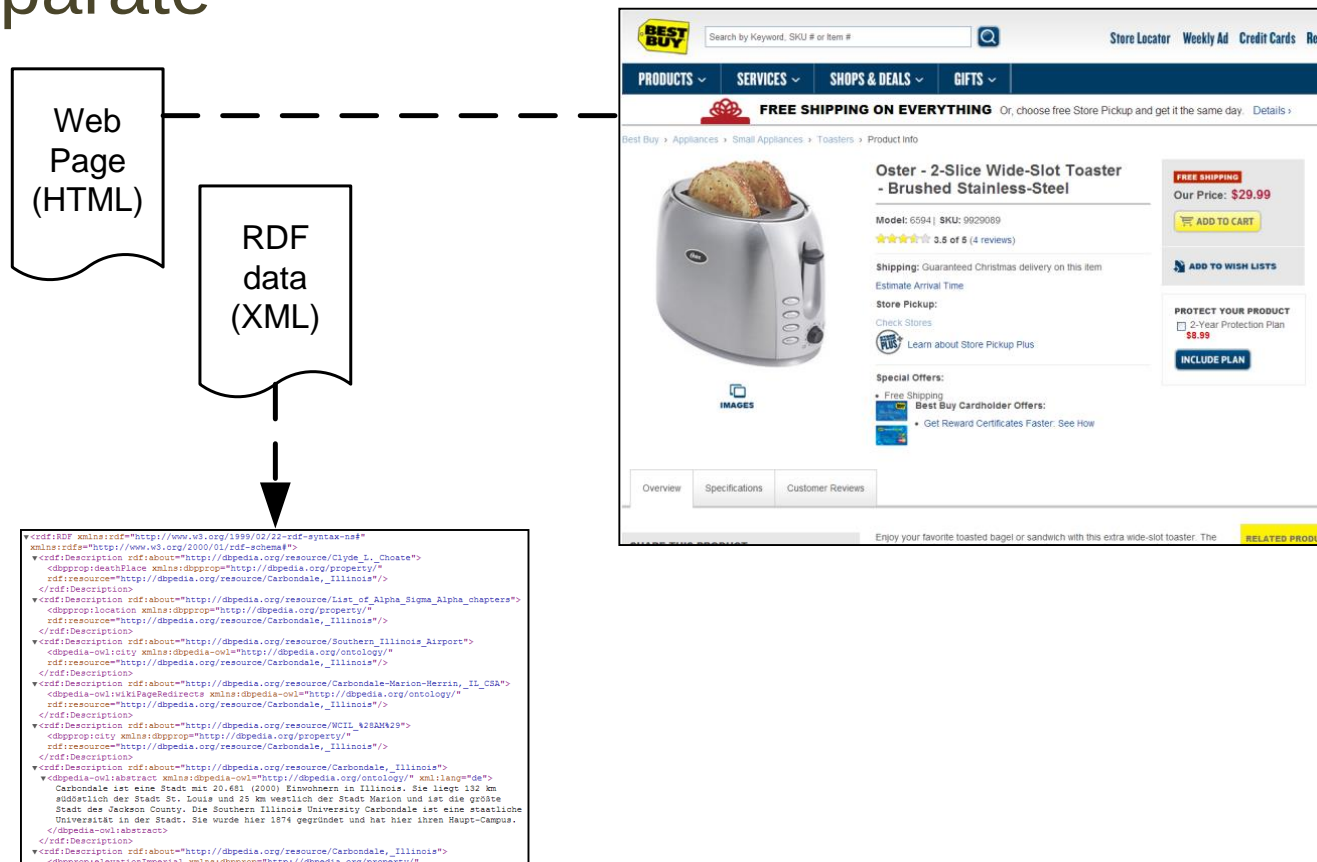 parate
Web
Page
(HTML)
RDF
data
(XML)
BEST
BUY
Search by Keyword, SKU # or Item #
Store Locator Weekly Ad Credit Cards Re
PRODUCTS SERVICES SHOPS & DEALS GIFTS
FREE SHIPPING ON EVERYTHING Or, choose free Store Pickup and get it the same day. Details ›
Best Buy › Appliances › Small Appliances › Toasters › Product Info
Oster - 2-Slice Wide-Slot Toaster
- Brushed Stainless-Steel
Model: 6594 | SKU: 9929089
3.5 of 5 (4 reviews)
Shipping: Guaranteed Christmas delivery on this item
Estimate Arrival Time
Store Pickup:
Check Stores
PLUS Learn about Store Pickup Plus
Special Offers:
• Free Shipping
Best Buy Cardholder Offers:
• Get Reward Certificates Faster: See How
IMAGES
FREE SHIPPING
Our Price: $29.99
ADD TO CART
ADD TO WISH LISTS
PROTECT YOUR PRODUCT
2-Year Protection Plan
$8.99
INCLUDE PLAN
Overview Specifications Customer Reviews
SHARE THIS PRODUCT
Enjoy your favorite toasted bagel or sandwich with this extra wide-slot toaster. The
RELATED PRODU
▼<rdf:RDF xmlns:rdf="http://www.w3.org/1999/02/22-rdf-syntax-ns#"
xmlns:rdfs="http://www.w3.org/2000/01/rdf-schema#">
▼<rdf:Description rdf:about="http://dbpedia.org/resource/Clyde_L._Choate">
<dbpprop:deathPlace xmlns:dbpprop="http://dbpedia.org/property/"
rdf:resource="http://dbpedia.org/resource/Carbondale,_Illinois"/>
</rdf:Description>
▼<rdf:Description rdf:about="http://dbpedia.org/resource/List_of_Alpha_Sigma_Alpha_chapters">
<dbpprop:location xmlns:dbpprop="http://dbpedia.org/property/"
rdf:resource="http://dbpedia.org/resource/Carbondale,_Illinois"/>
</rdf:Description>
▼<rdf:Description rdf:about="http://dbpedia.org/resource/Southern_Illinois_Airport">
<dbpedia-owl:city xmlns:dbpedia-owl="http://dbpedia.org/ontology/"
rdf:resource="http://dbpedia.org/resource/Carbondale,_Illinois"/>
</rdf:Description>
▼<rdf:Description rdf:about="http://dbpedia.org/resource/Carbondale-Marion-Herrin,_IL_CSA">
<dbpedia-owl:wikiPageRedirects xmlns:dbpedia-owl="http://dbpedia.org/ontology/"
rdf:resource="http://dbpedia.org/resource/Carbondale,_Illinois"/>
</rdf:Description>
▼<rdf:Description rdf:about="http://dbpedia.org/resource/WCIL_%28AM%29">
<dbpprop:city xmlns:dbpprop="http://dbpedia.org/property/"
rdf:resource="http://dbpedia.org/resource/Carbondale,_Illinois"/>
</rdf:Description>
▼<rdf:Description rdf:about="http://dbpedia.org/resource/Carbondale,_Illinois">
▼<dbpedia-owl:abstract xmlns:dbpedia-owl="http://dbpedia.org/ontology/" xml:lang="de">
Carbondale ist eine Stadt mit 20.681 (2000) Einwohnern in Illinois. Sie liegt 132 km
südöstlich der Stadt St. Louis und 25 km westlich der Stadt Marion und ist die größte
Stadt des Jackson County. Die Southern Illinois University Carbondale ist eine staatliche
Universität in der Stadt. Sie wurde hier 1874 gegründet und hat hier ihren Haupt-Campus.
</dbpedia-owl:abstract>
</rdf:Description>
▼<rdf:Description rdf:about="http://dbpedia.org/resource/Carbondale,_Illinois">
<dbpprop:elevationImperial xmlns:dbpprop="http://dbpedia.org/property/"